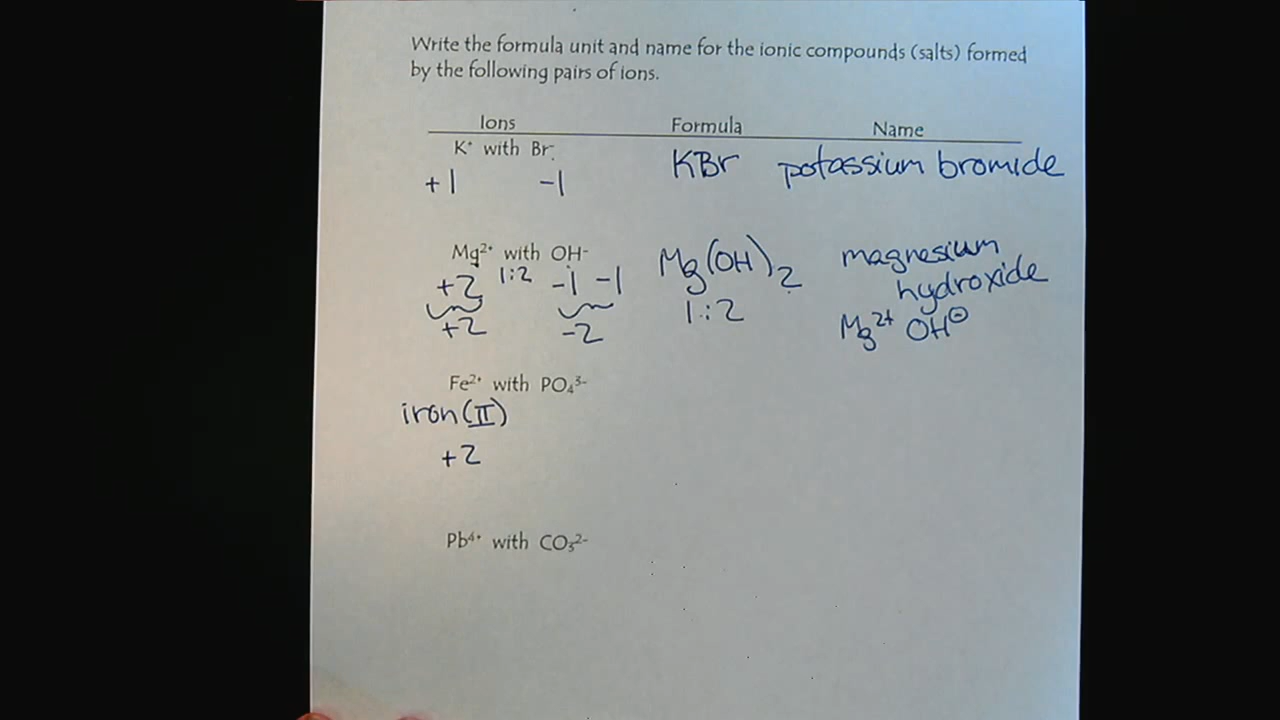 Write the formula unit and name for the ionic compounds (salts) formed
by the following pairs of ions.
Ions Formula Name
K⁺ with Br⁻ KBr potassium bromide
+1 -1
Mg²⁺ with OH⁻ Mg(OH)₂ magnesium
+2 1:2 -1 -1 hydroxide
+2 -2 1:2 Mg²⁺ OH⊖
Fe²⁺ with PO₄³⁻
iron(II)
+2
Pb⁴⁺ with CO₃²⁻